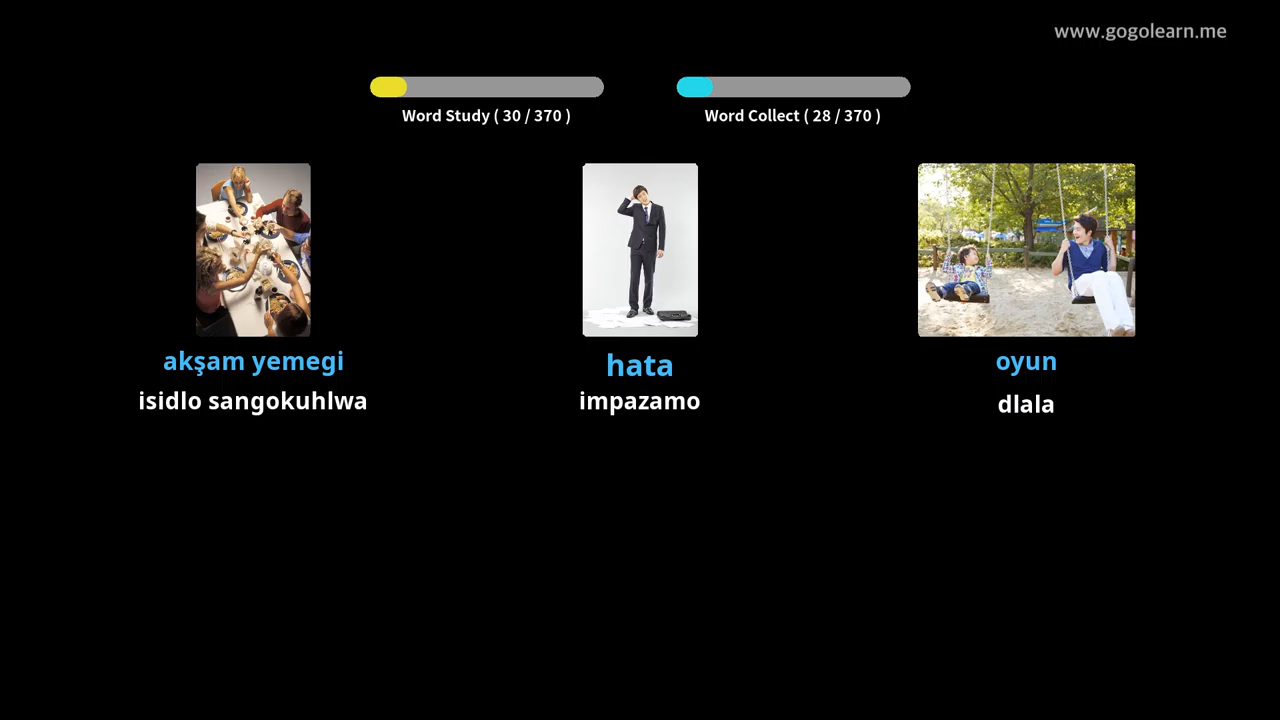 www.gogolearn.me
Word Study ( 30 / 370 )
Word Collect ( 28 / 370 )
akşam yemegi
isidlo sangokuhlwa
hata
impazamo
oyun
dlala